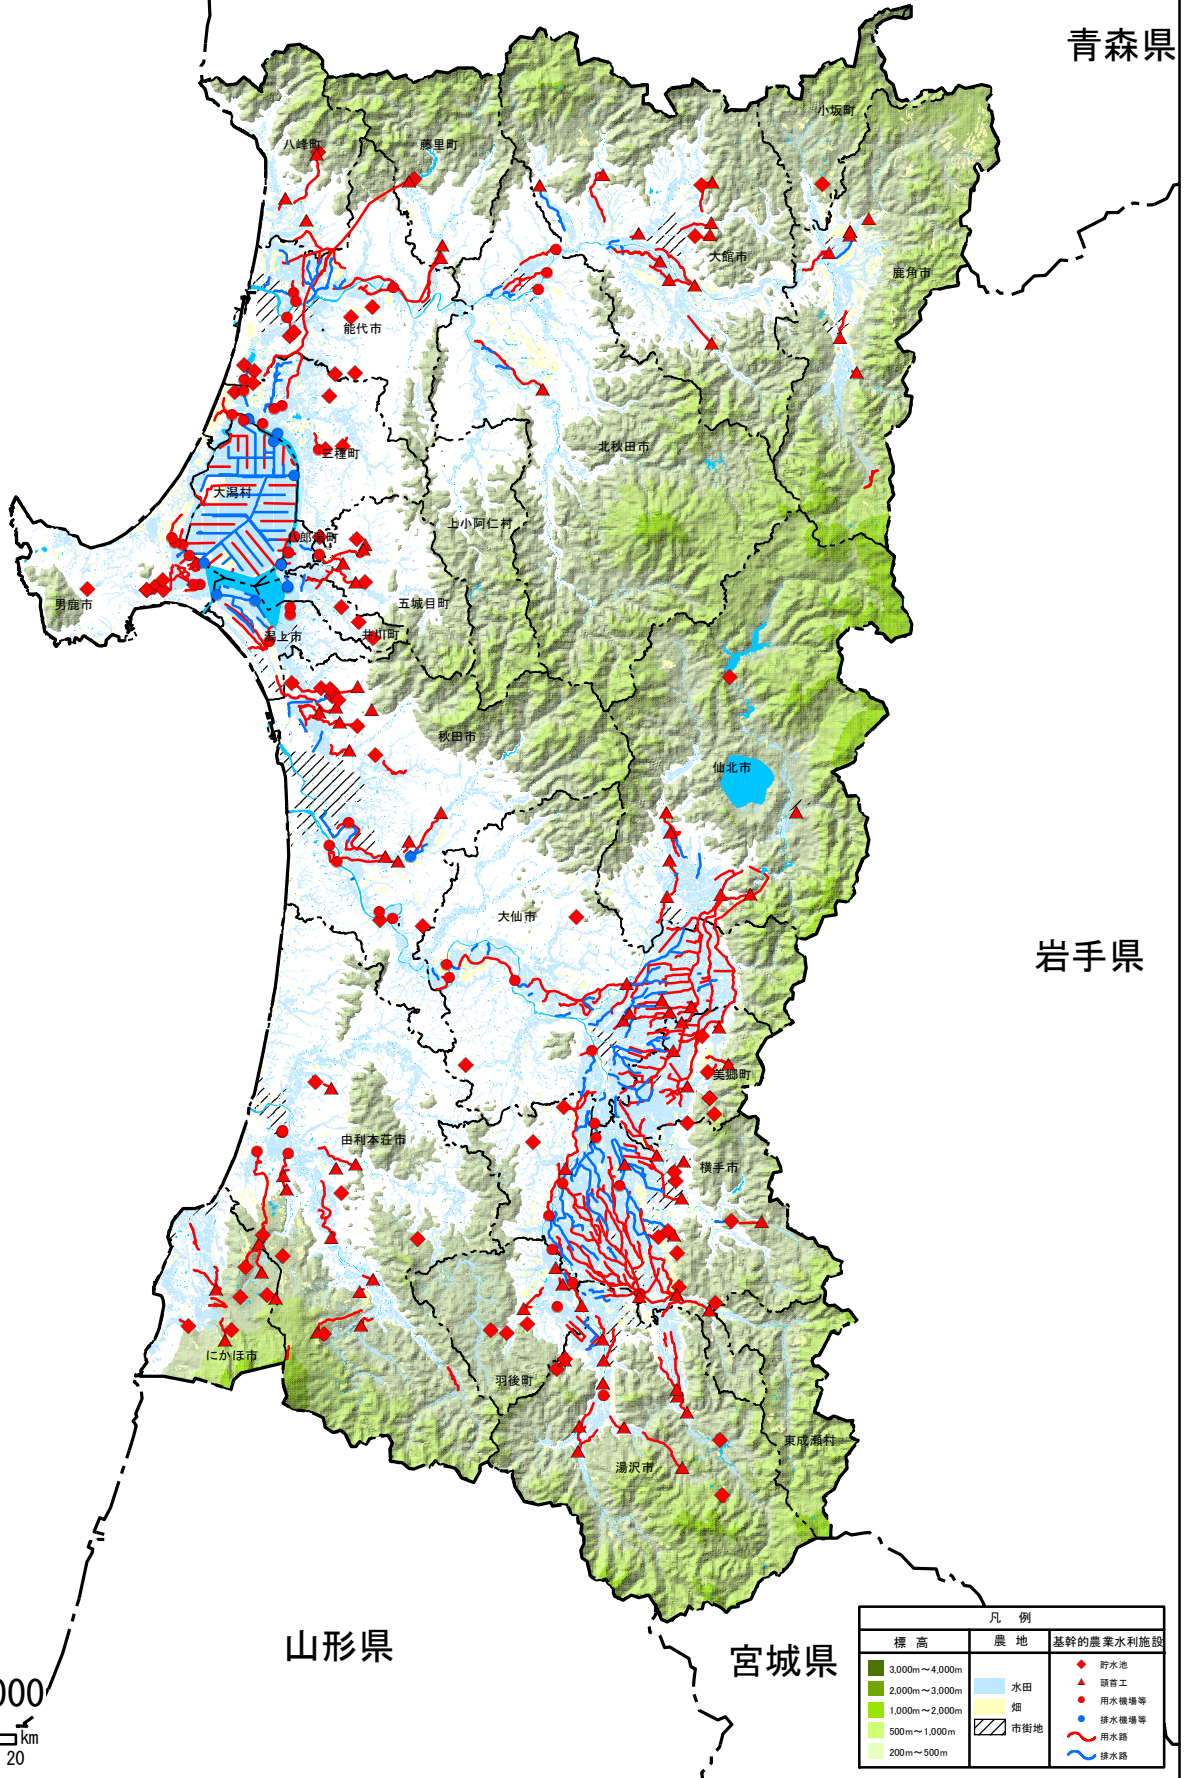 青森県
小坂町
八峰町
藤里町
大館市
鹿角市
能代市
北秋田市
三種町
大潟村
上小阿仁村
八郎潟町
男鹿市
五城目町
潟上市
井川町
秋田市
仙北市
大仙市
岩手県
美郷町
由利本荘市
横手市
にかほ市
羽後町
東成瀬村
湯沢市
山形県
宮城県
000
km
20
凡 例
標 高
農 地
基幹的農業水利施設
3,000m～4,000m
2,000m～3,000m
1,000m～2,000m
500m～1,000m
200m～500m
水田
畑
市街地
貯水池
頭首工
用水機場等
排水機場等
用水路
排水路